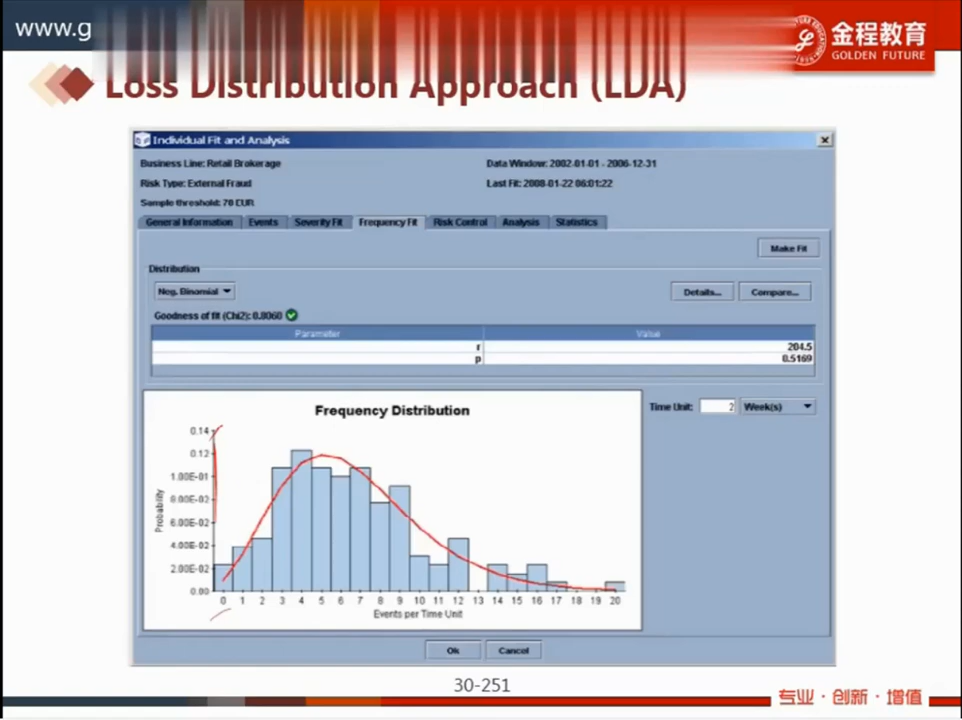 www.g
金程教育
GOLDEN FUTURE
Loss Distribution Approach (LDA)
Individual Fit and Analysis
Business Line: Retail Brokerage
Data Window: 2002-01-01 - 2006-12-31
Risk Type: External Fraud
Last Fit: 2008-01-22 06:01:22
Sample threshold: 70 EUR
General Information Events Severity Fit Frequency Fit Risk Control Analysis Statistics
Make Fit
Distribution
Neg. Binomial
Details... Compare...
Goodness of fit (Chi2): 0.8060
Parameter Value
r 204.5
p 0.5169
Frequency Distribution
Time Unit: 2 Week(s)
0.14
0.12
1.00E-01
8.00E-02
6.00E-02
4.00E-02
2.00E-02
0.00
Probability
0 1 2 3 4 5 6 7 8 9 10 11 12 13 14 15 16 17 18 19 20
Events per Time Unit
Ok Cancel
30-251
专业·创新·增值